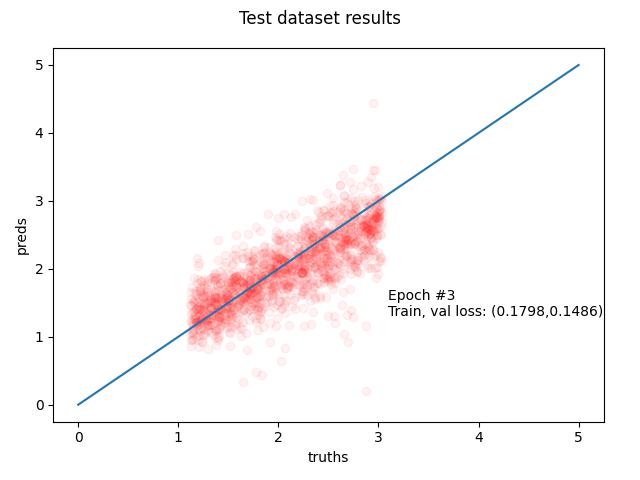 Test dataset results
5
4
3
2
1
0
preds
Epoch #3
Train, val loss: (0.1798,0.1486)
0 1 2 3 4 5
truths